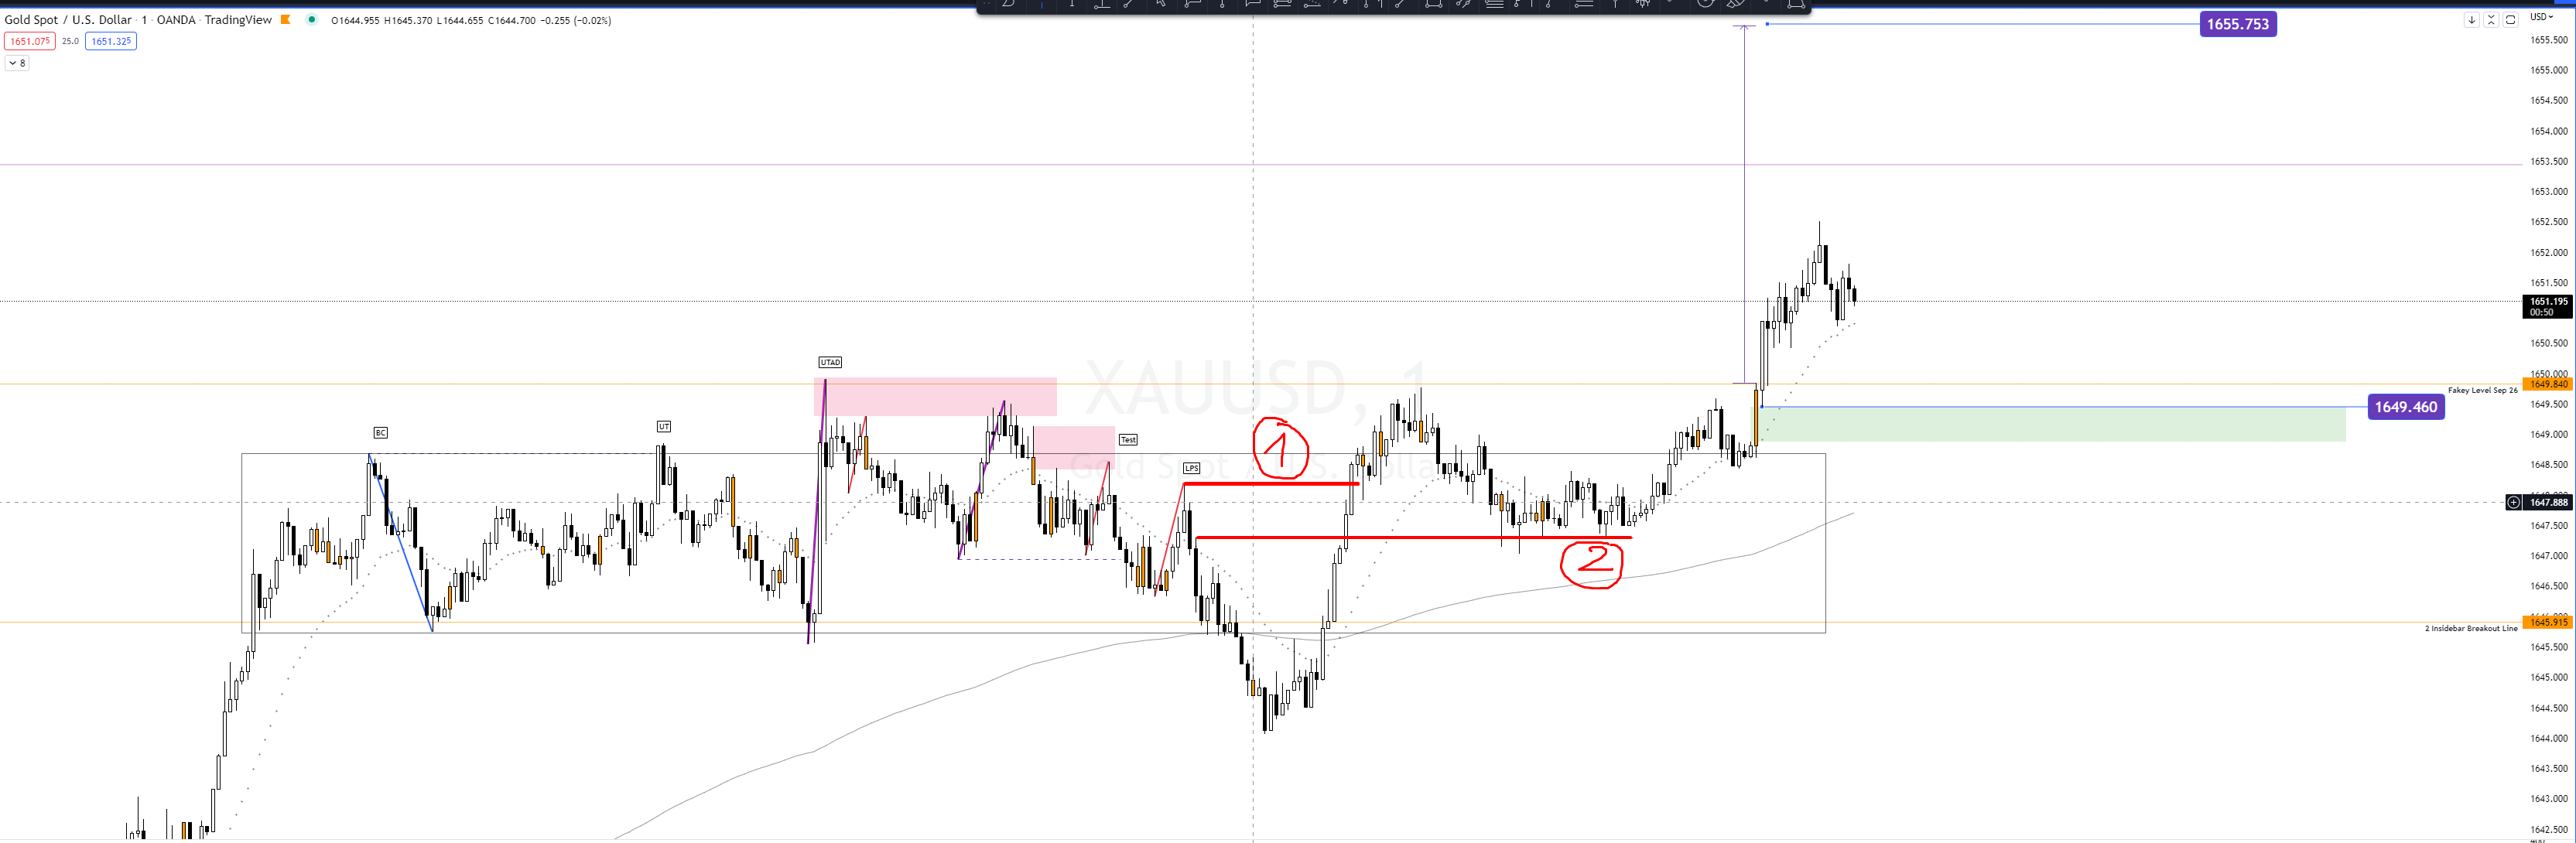 Gold Spot / U.S. Dollar · 1 · OANDA · TradingView O1644.955 H1645.370 L1644.655 C1644.700 −0.255 (−0.02%)
1651.075 25.0 1651.325
8
USD
1655.753
1655.500
1655.000
1654.500
1654.000
1653.500
1653.000
1652.500
1652.000
1651.500
1651.195
00:50
1650.500
1650.000
1649.840
Fakey Level Sep 26
1649.500
1649.460
1649.000
1648.500
1647.888
1647.500
1647.000
1646.500
1645.915
2 Insidebar Breakout Line
1645.500
1645.000
1644.500
1644.000
1643.500
1643.000
1642.500
XAUUSD, 1
Gold Spot / U.S. Dollar
BC
UT
UTAD
Test
LPS
1
2